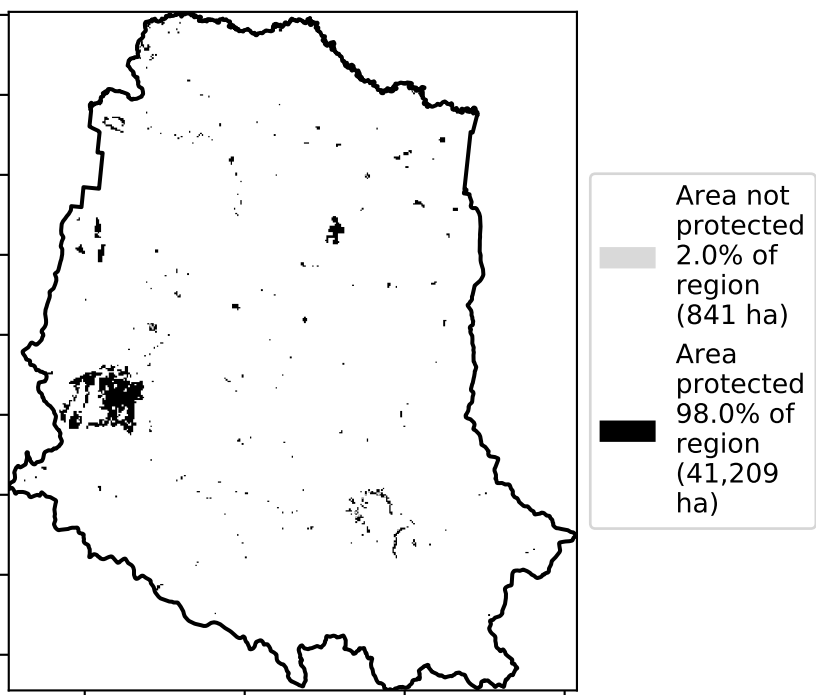 Area not
protected
2.0% of
region
(841 ha)
Area
protected
98.0% of
region
(41,209
ha)